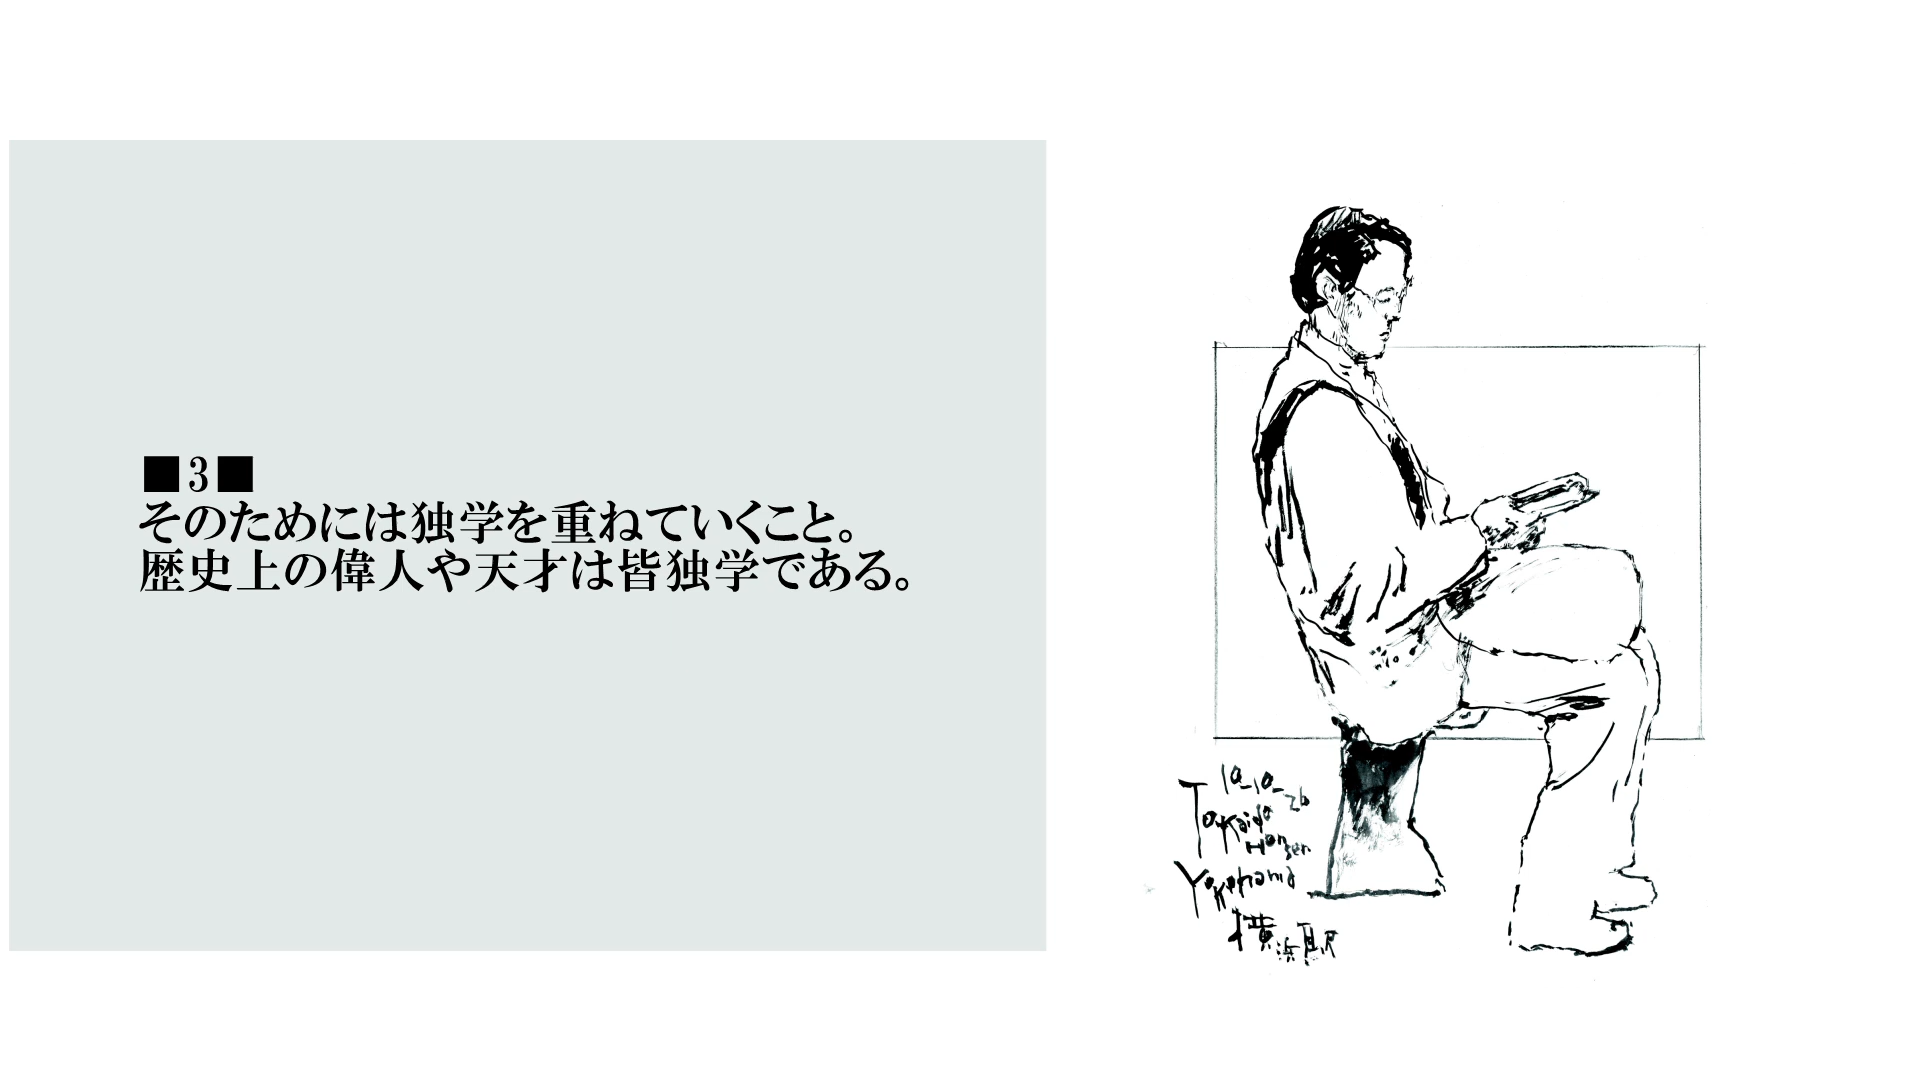 ■3■
そのためには独学を重ねていくこと。
歴史上の偉人や天才は皆独学である。
10-10-26
Tokaido
Honsen
Yokohama
横浜駅